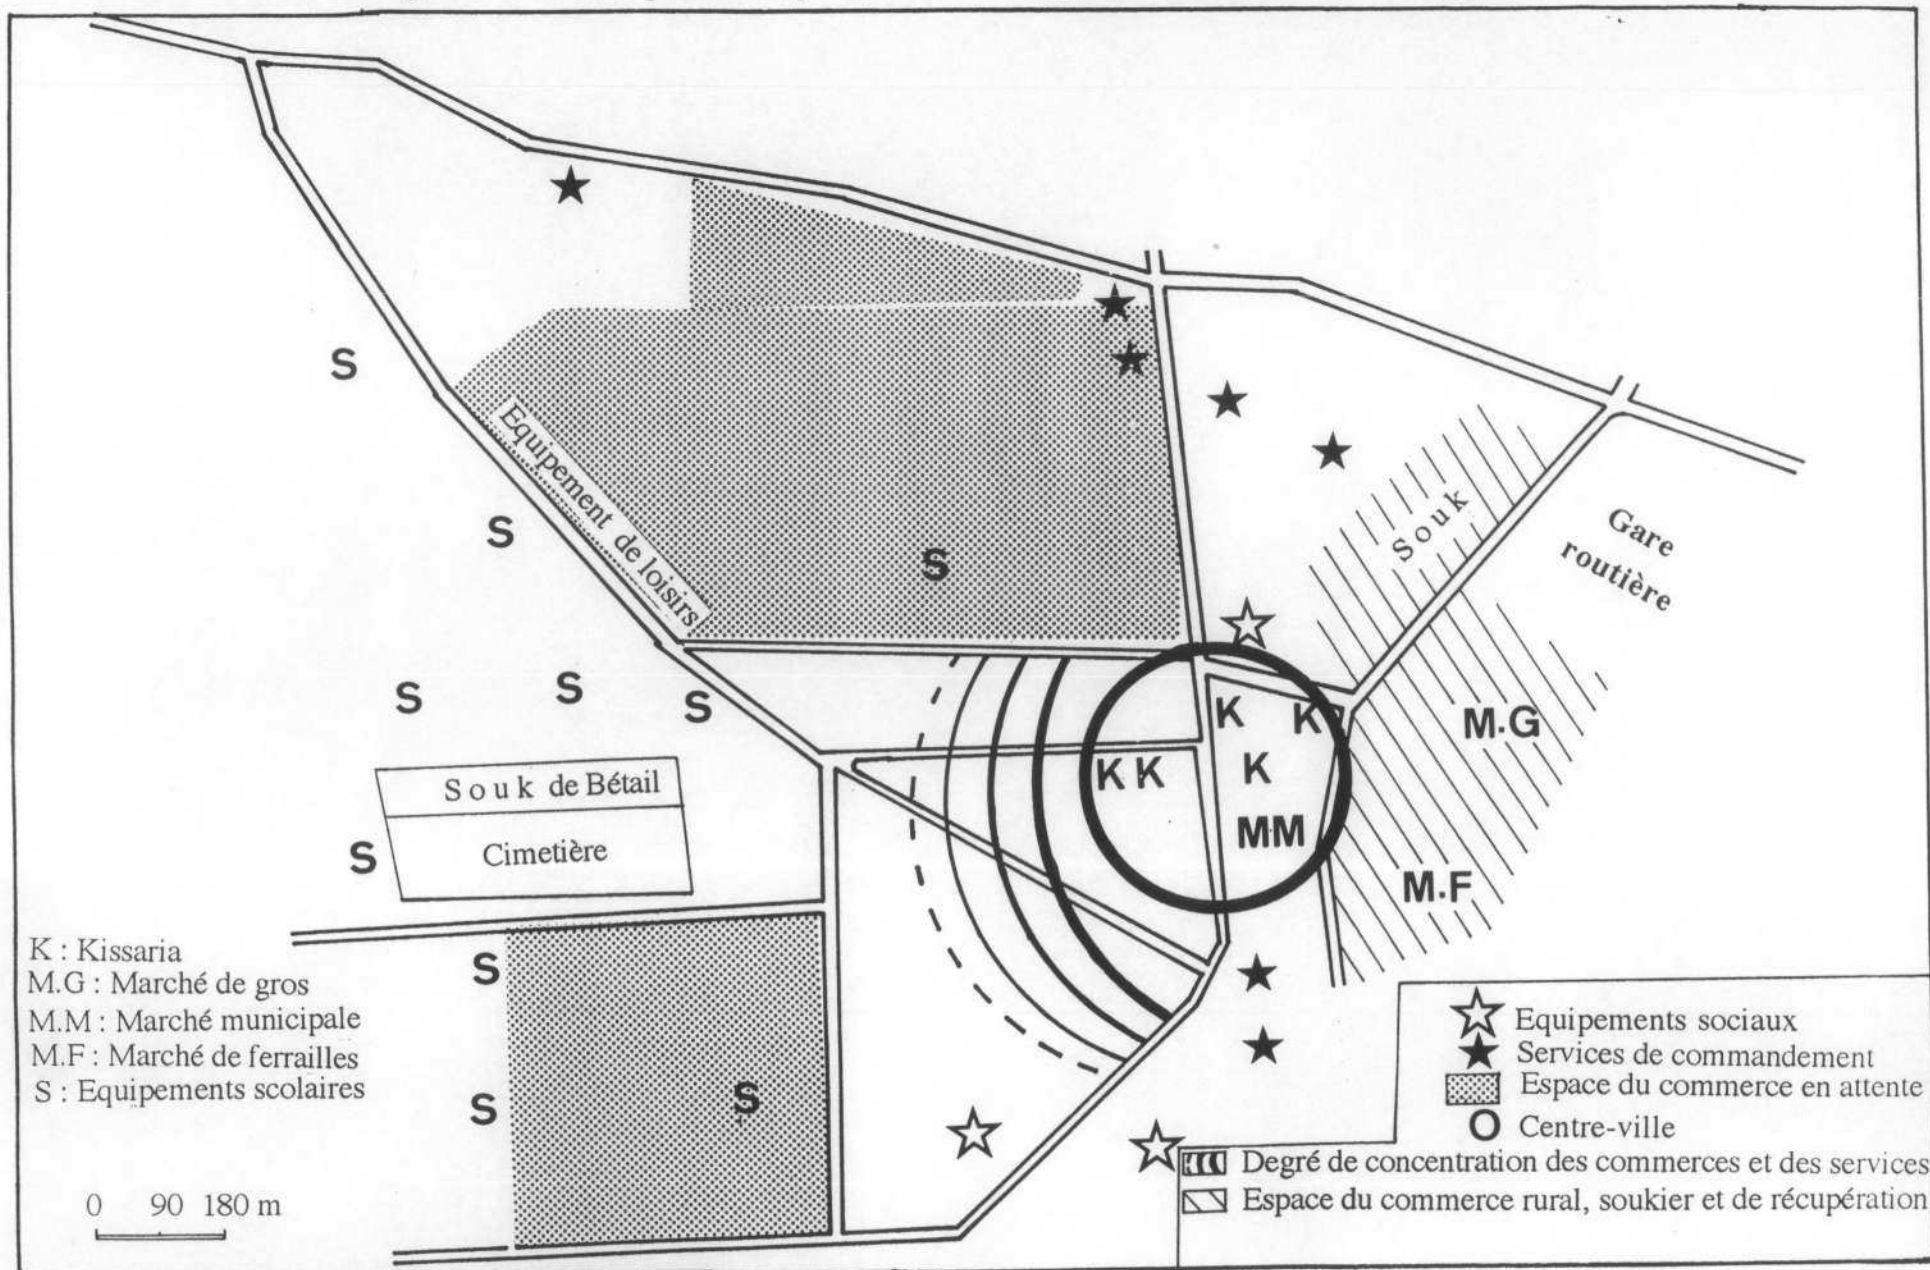 S
Equipement de loisirs
S
S
Souk
Gare
routière
S
S
S
K
K
M.G
K K
K
Souk de Bétail
MM
S
Cimetière
M.F
K : Kissaria
M.G : Marché de gros
M.M : Marché municipale
M.F : Marché de ferrailles
S : Equipements scolaires
S
S
S
0 90 180 m
Equipements sociaux
Services de commandement
Espace du commerce en attente
Centre-ville
Degré de concentration des commerces et des services
Espace du commerce rural, soukier et de récupération